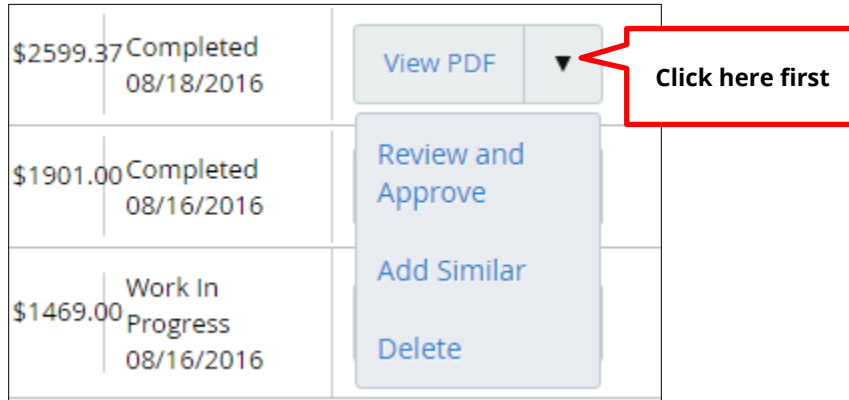 $2599.37 Completed
08/18/2016
View PDF ▼
Click here first
$1901.00 Completed
08/16/2016
Review and
Approve
Add Similar
$1469.00 Work In
Progress
08/16/2016
Delete